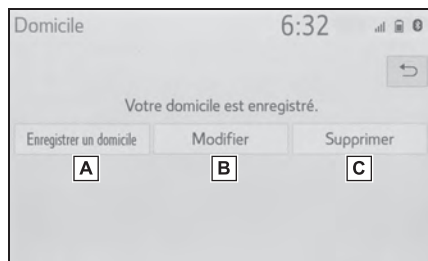 Domicile 6:32
Votre domicile est enregistré.
Enregistrer un domicile Modifier Supprimer
A B C